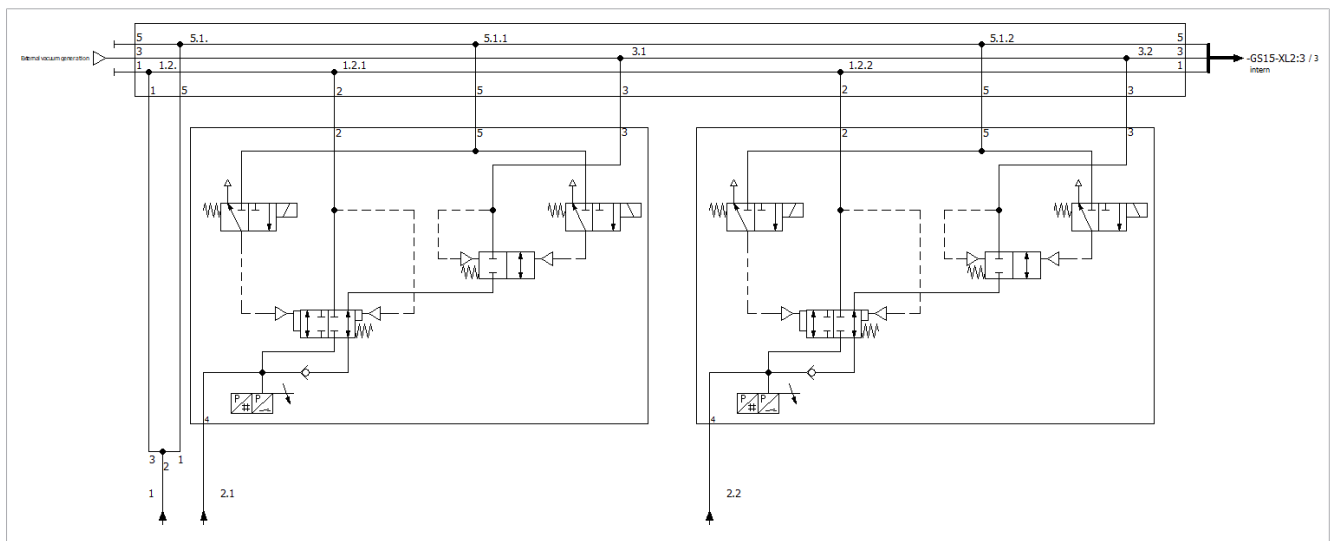 5 5.1. 5.1.1 5.1.2 5
External vacuum generation 3 3.1 3.2 3 -GS15-XL2:3 / 3
1 1.2. 1.2.1 1.2.2 1 intern
1 5 2 5 3 2 5 3
2 5 3 2 5 3
P P P P
# #
4 4
3 2 1
1 2.1 2.2